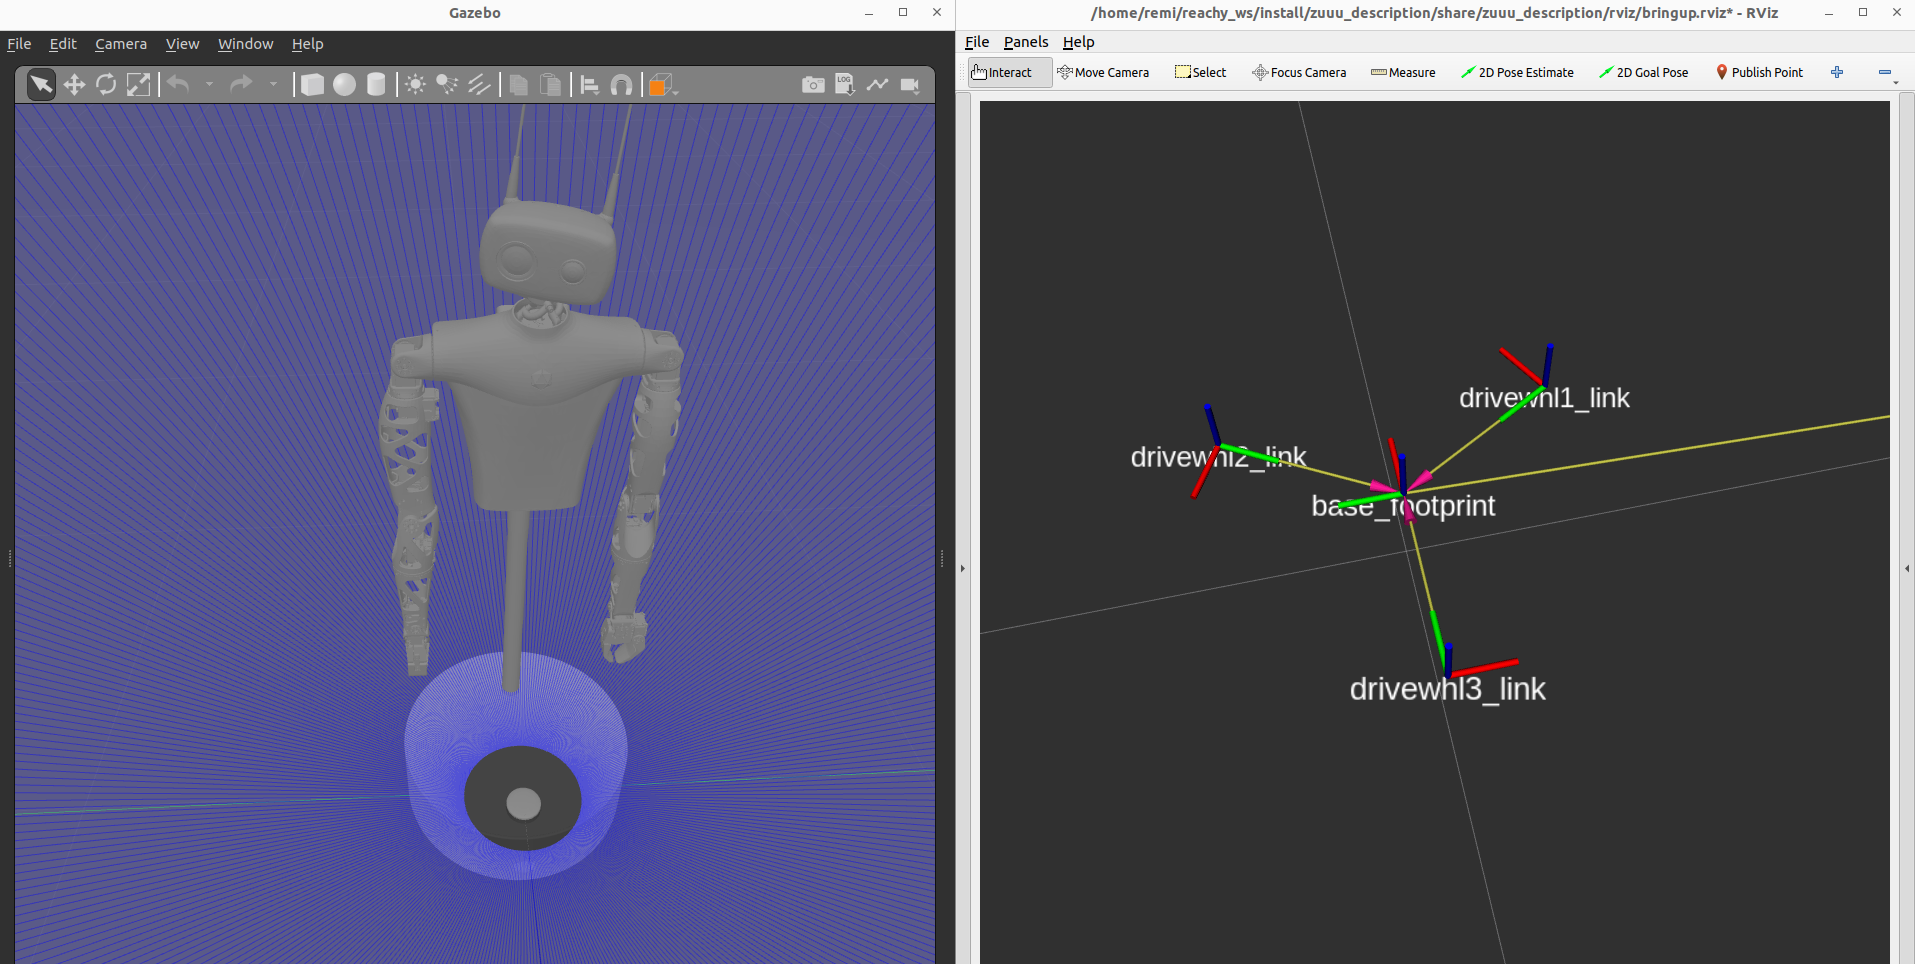 Gazebo
File Edit Camera View Window Help
LOG
/home/remi/reachy_ws/install/zuuu_description/share/zuuu_description/rviz/bringup.rviz* - RViz
File Panels Help
Interact Move Camera Select Focus Camera Measure 2D Pose Estimate 2D Goal Pose Publish Point
drivewhl1_link
drivewhl2_link
base_footprint
drivewhl3_link